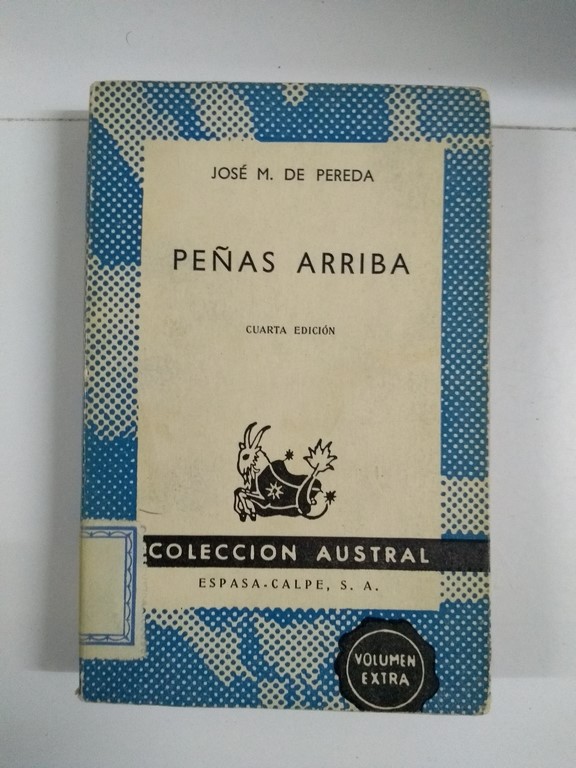 JOSÉ M. DE PEREDA
PEÑAS ARRIBA
CUARTA EDICIÓN
COLECCION AUSTRAL
ESPASA-CALPE, S. A.
VOLUMEN
EXTRA